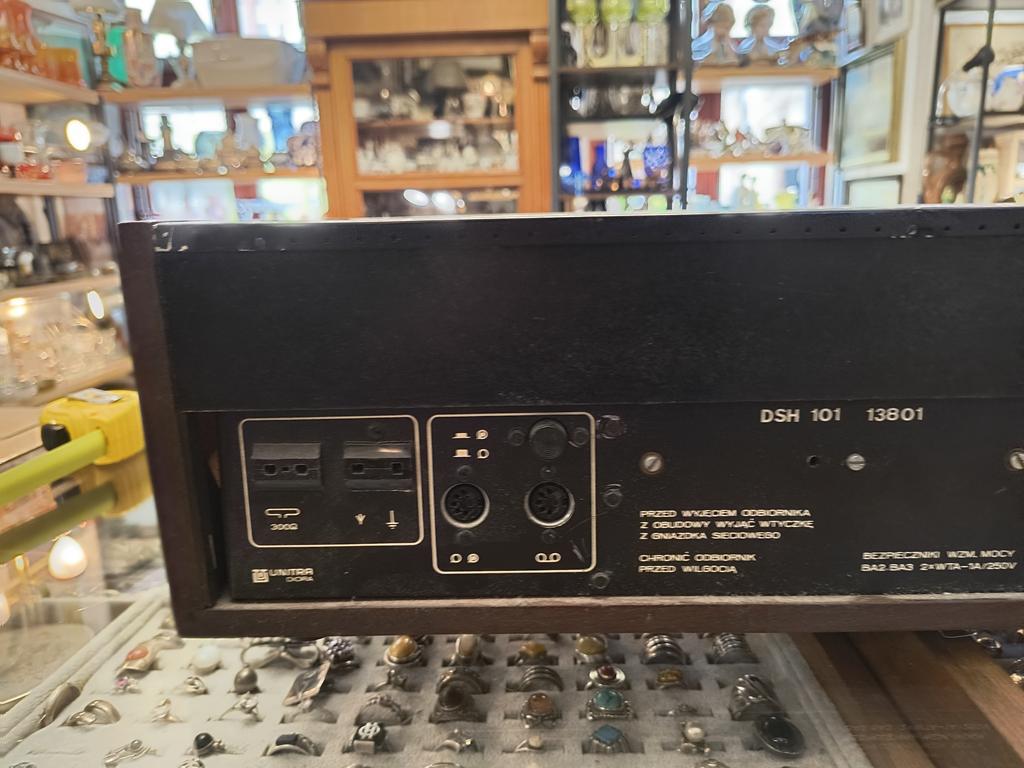 DSH 101 13801
300Ω
UNITRA
DIORA
PRZED WYJĘCIEM ODBIORNIKA
Z OBUDOWY WYJĄĆ WTYCZKĘ
Z GNIAZDKA SIECIOWEGO
CHRONIĆ ODBIORNIK
PRZED WILGOCIĄ
BEZPIECZNIKI WZM. MOCY
BA2.BA3 2×WTA-1A/250V